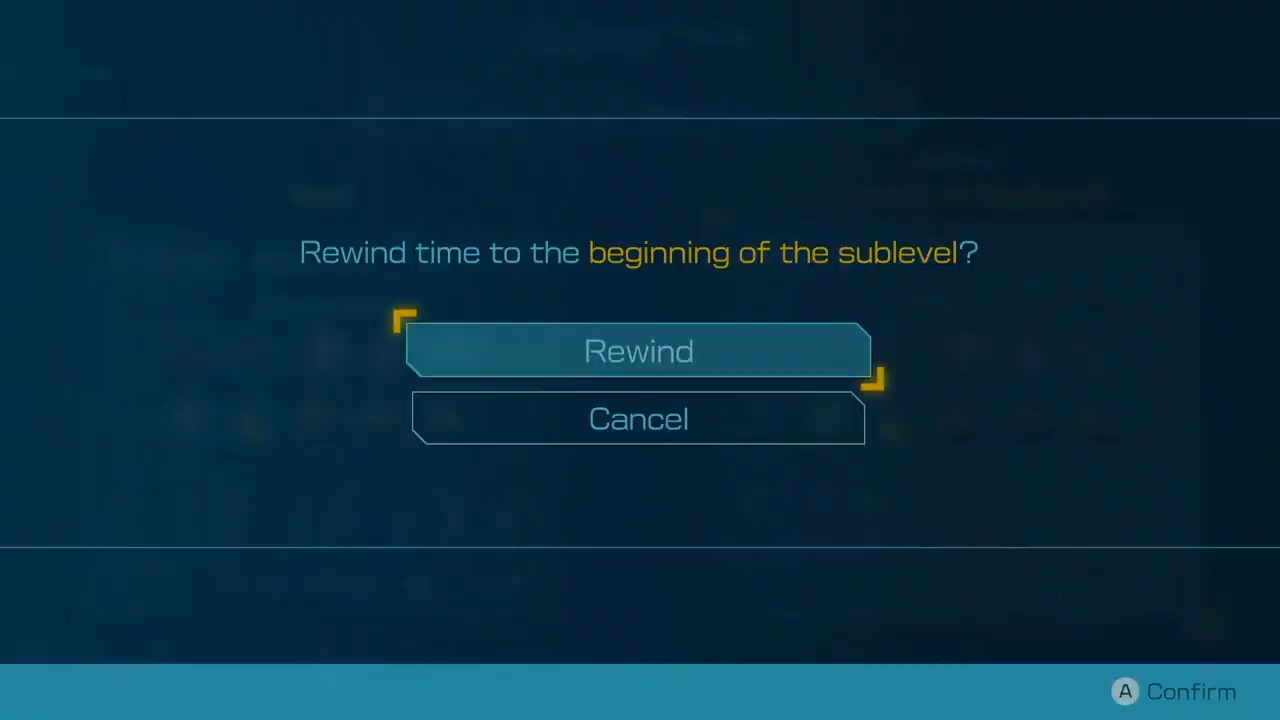 Rewind time to the beginning of the sublevel?
Rewind
Cancel
A Confirm